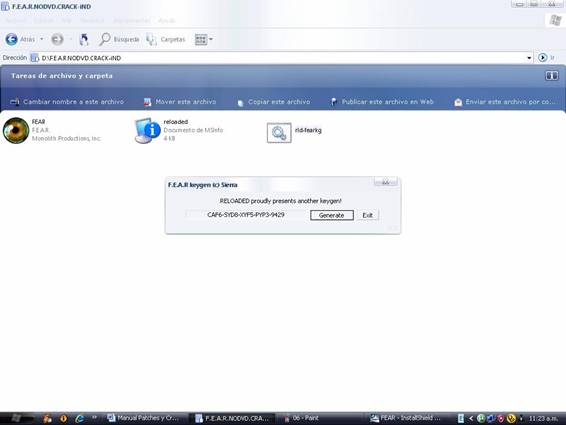 F.E.A.R.NODVD.CRACK-iND
Archivo Edición Ver Favoritos Herramientas Ayuda
Atrás Búsqueda Carpetas
Dirección D:\F.E.A.R.NODVD.CRACK-iND Ir
Tareas de archivo y carpeta
Cambiar nombre a este archivo Mover este archivo Copiar este archivo Publicar este archivo en Web Enviar este archivo por co...
FEAR
F.E.A.R.
Monolith Productions, Inc.
reloaded
Documento de MSInfo
4 KB
rld-fearkg
F.E.A.R keygen (c) Sierra
RELOADED proudly presents another keygen!
CAF6-SYD8-XYF5-PYP3-9429 Generate Exit
Manual Patches y Cr... F.E.A.R.NODVD.CRA... 06 - Paint FEAR - InstallShield ... 11:23 a.m.